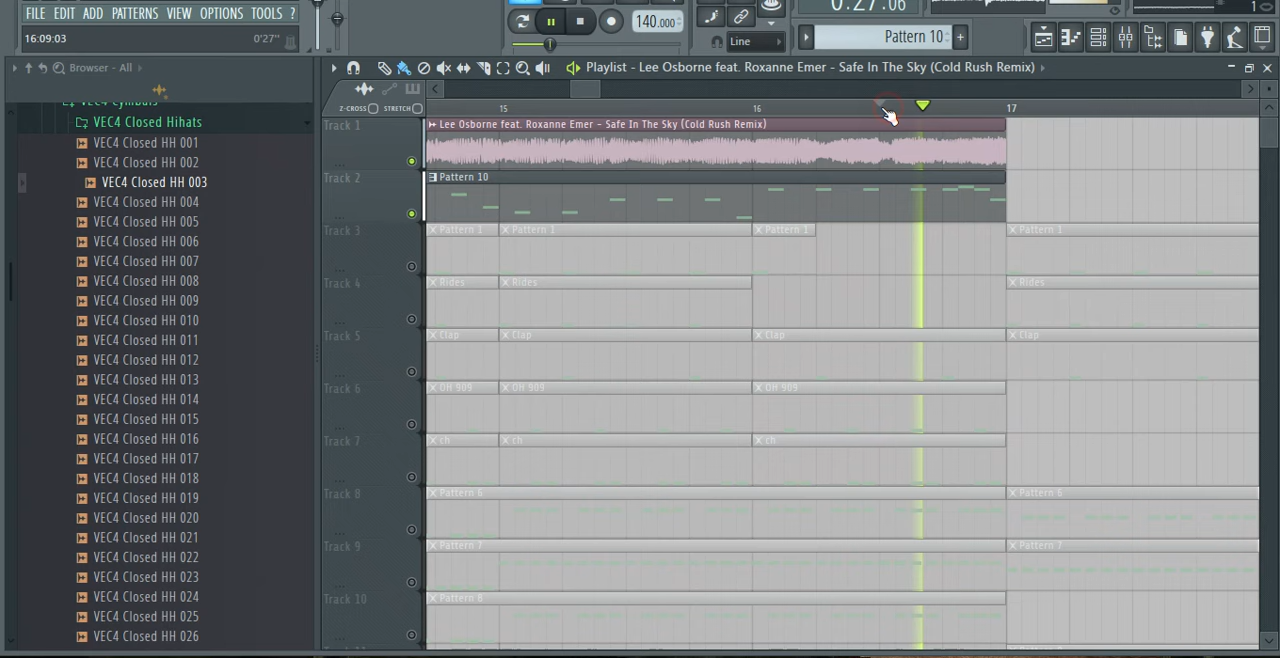 FILE EDIT ADD PATTERNS VIEW OPTIONS TOOLS ?
16:09:03
0'27"
140.000
0:27:06
1
Line
Pattern 10
Browser - All
Playlist - Lee Osborne feat. Roxanne Emer - Safe In The Sky (Cold Rush Remix)
VEC4 Cymbals
VEC4 Closed Hihats
VEC4 Closed HH 001
VEC4 Closed HH 002
VEC4 Closed HH 003
VEC4 Closed HH 004
VEC4 Closed HH 005
VEC4 Closed HH 006
VEC4 Closed HH 007
VEC4 Closed HH 008
VEC4 Closed HH 009
VEC4 Closed HH 010
VEC4 Closed HH 011
VEC4 Closed HH 012
VEC4 Closed HH 013
VEC4 Closed HH 014
VEC4 Closed HH 015
VEC4 Closed HH 016
VEC4 Closed HH 017
VEC4 Closed HH 018
VEC4 Closed HH 019
VEC4 Closed HH 020
VEC4 Closed HH 021
VEC4 Closed HH 022
VEC4 Closed HH 023
VEC4 Closed HH 024
VEC4 Closed HH 025
VEC4 Closed HH 026
Z-CROSS STRETCH
15 16 17
Track 1 Lee Osborne feat. Roxanne Emer - Safe In The Sky (Cold Rush Remix)
Track 2 Pattern 10
Track 3 Pattern 1 Pattern 1 Pattern 1 Pattern 1
Track 4 Rides Rides Rides
Track 5 Clap Clap Clap Clap
Track 6 OH 909 OH 909 OH 909
Track 7 ch ch ch
Track 8 Pattern 6 Pattern 6
Track 9 Pattern 7 Pattern 7
Track 10 Pattern 8